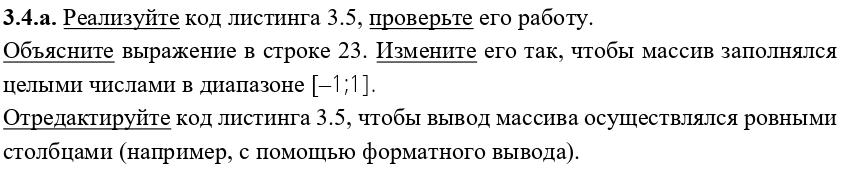 3.4.а. Реализуйте код листинга 3.5, проверьте его работу.
Объясните выражение в строке 23. Измените его так, чтобы массив заполнялся
целыми числами в диапазоне [–1;1].
Отредактируйте код листинга 3.5, чтобы вывод массива осуществлялся ровными
столбцами (например, с помощью форматного вывода).